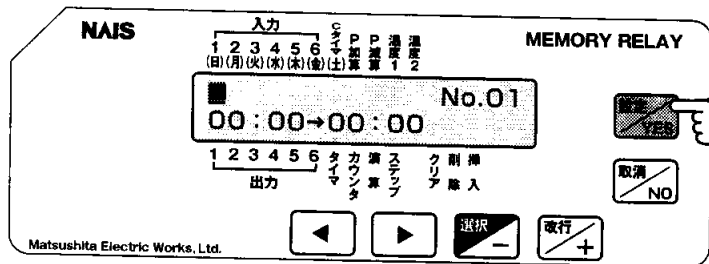 NAIS
MEMORY RELAY
入力
1 2 3 4 5 6
(日)(月)(火)(水)(木)(金)(土)
Cタイマ
P加算
P減算
温度1
温度2
No.01
00:00→00:00
1 2 3 4 5 6
出力
タイマ
カウンタ
演算
ステップ
クリア
削除
挿入
YES
取消
NO
◀
▶
選択
−
改行
+
Matsushita Electric Works, Ltd.